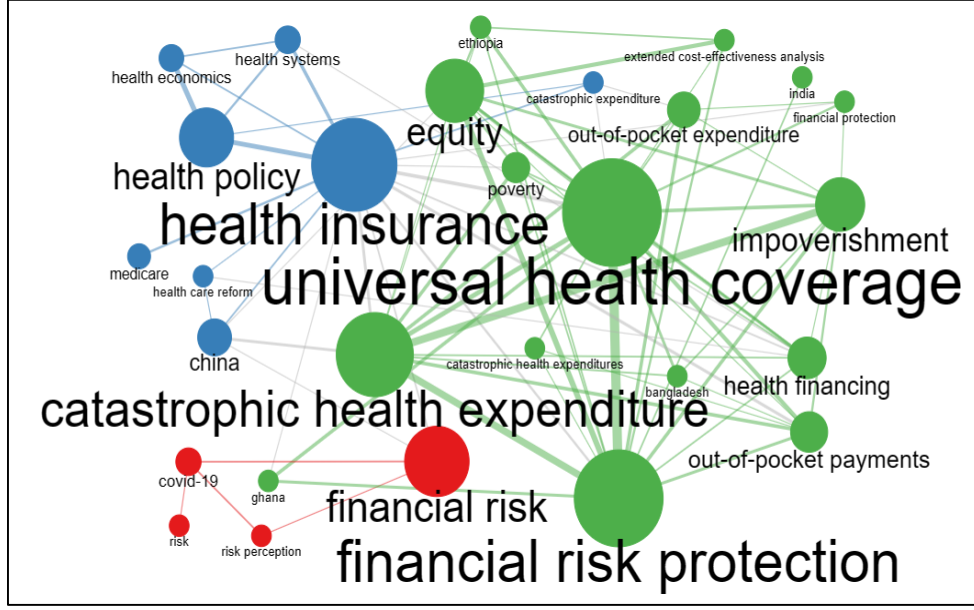 ethiopia
health systems
extended cost-effectiveness analysis
health economics
india
catastrophic expenditure
financial protection
equity
out-of-pocket expenditure
health policy
poverty
health insurance
impoverishment
medicare
universal health coverage
health care reform
china
catastrophic health expenditures
health financing
bangladesh
catastrophic health expenditure
out-of-pocket payments
covid-19
ghana
financial risk
risk
risk perception
financial risk protection